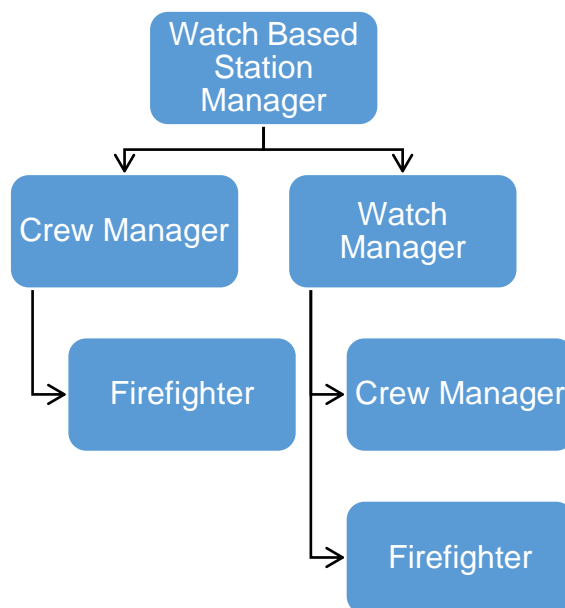 Watch Based
Station
Manager
Crew Manager
Watch
Manager
Firefighter
Crew Manager
Firefighter